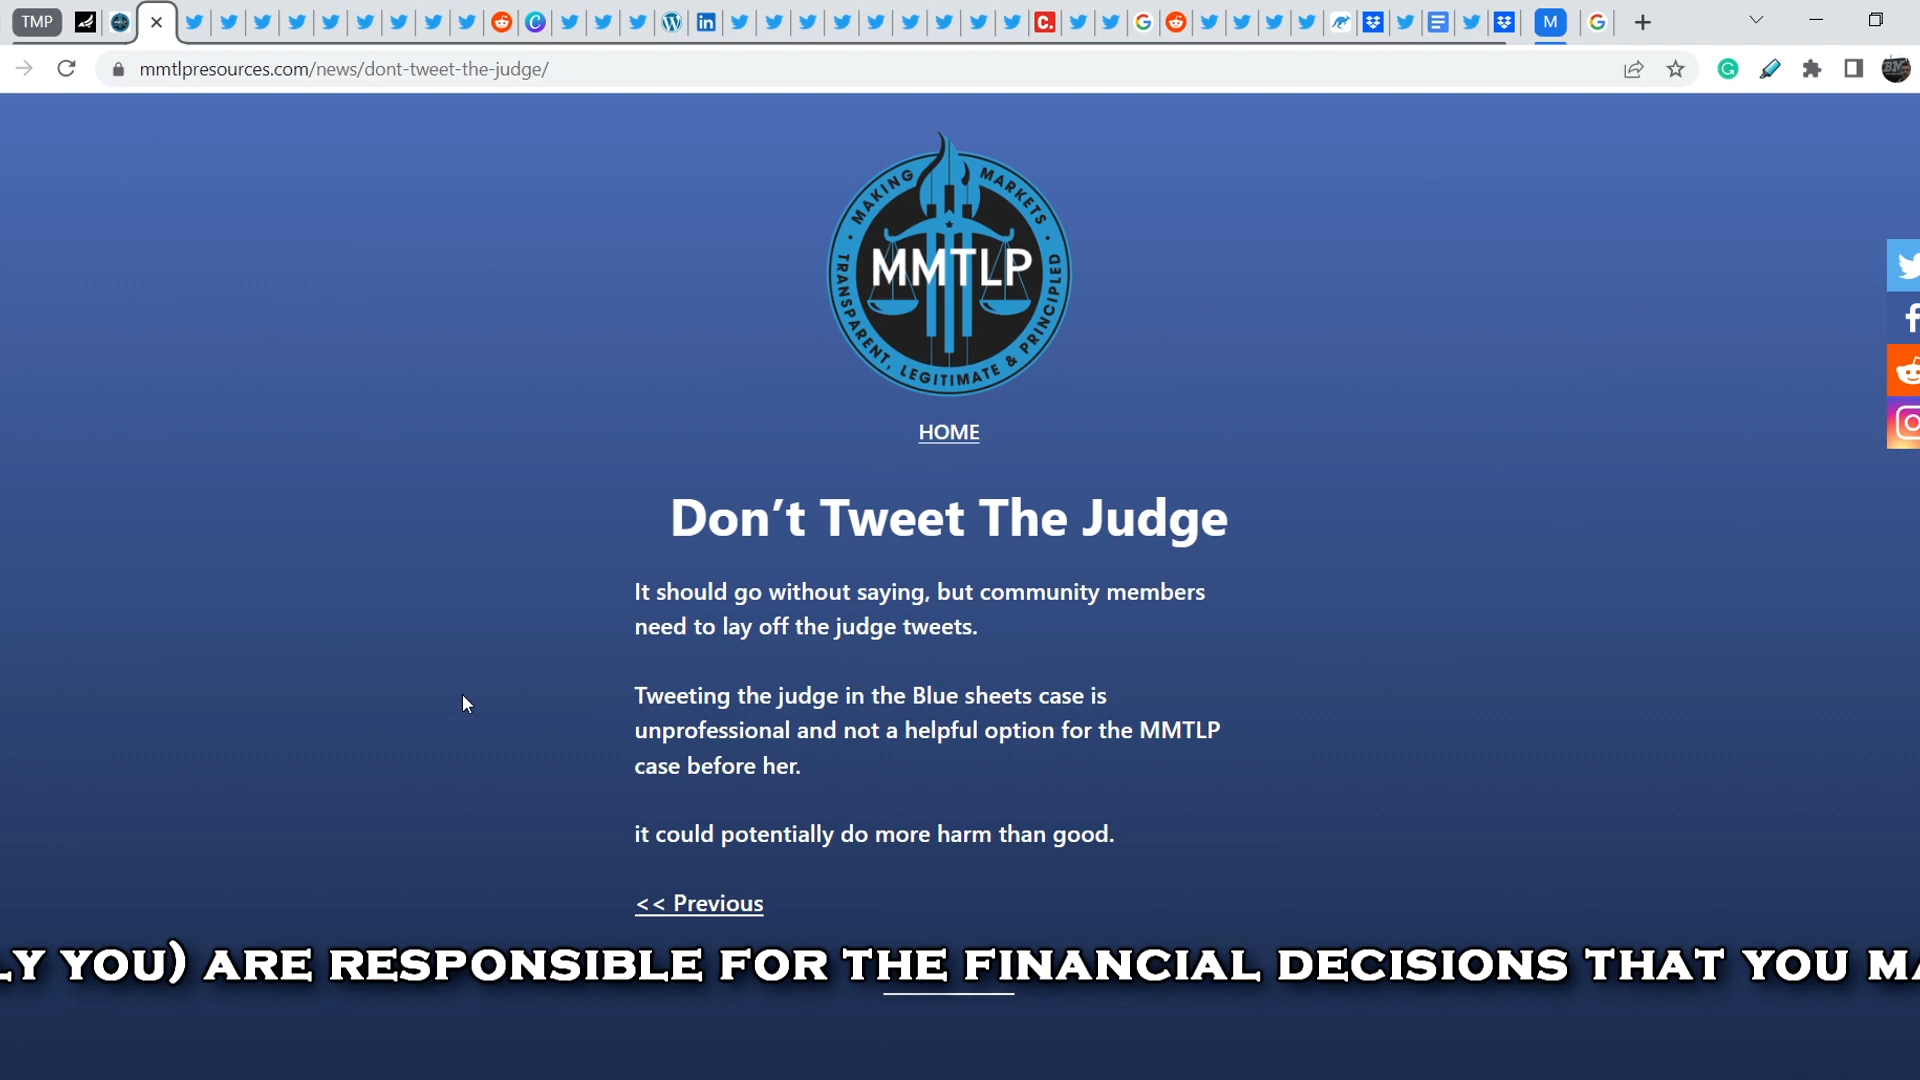 TMP
M
mmtlpresources.com/news/dont-tweet-the-judge/
MAKING MARKETS
MMTLP
TRANSPARENT, LEGITIMATE & PRINCIPLED
HOME
Don’t Tweet The Judge
It should go without saying, but community members
need to lay off the judge tweets.
Tweeting the judge in the Blue sheets case is
unprofessional and not a helpful option for the MMTLP
case before her.
it could potentially do more harm than good.
<< Previous
LY YOU) ARE RESPONSIBLE FOR THE FINANCIAL DECISIONS THAT YOU MA